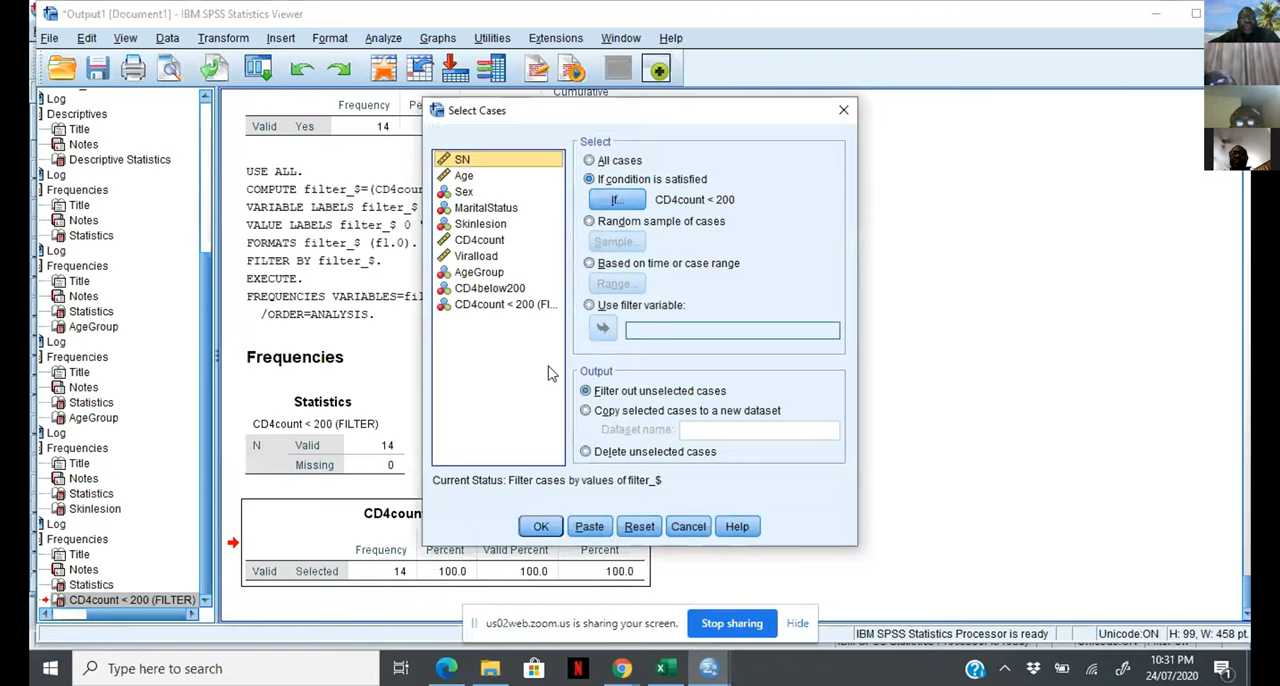 *Output1 [Document1] - IBM SPSS Statistics Viewer
File Edit View Data Transform Insert Format Analyze Graphs Utilities Extensions Window Help
Log
Descriptives
Title
Notes
Descriptive Statistics
Log
Frequencies
Title
Notes
Statistics
Log
Frequencies
Title
Notes
Statistics
AgeGroup
Log
Frequencies
Title
Notes
Statistics
AgeGroup
Log
Frequencies
Title
Notes
Statistics
Skinlesion
Log
Frequencies
Title
Notes
Statistics
CD4count < 200 (FILTER)
Cumulative
Frequency
Valid Yes 14
USE ALL.
COMPUTE filter_$=(CD4cou
VARIABLE LABELS filter_$
VALUE LABELS filter_$ 0
FORMATS filter_$ (f1.0).
FILTER BY filter_$.
EXECUTE.
FREQUENCIES VARIABLES=fil
/ORDER=ANALYSIS.
Frequencies
Statistics
CD4count < 200 (FILTER)
N Valid 14
Missing 0
CD4coun
Frequency Percent Valid Percent Percent
Valid Selected 14 100.0 100.0 100.0
Select Cases
SN
Age
Sex
MaritalStatus
Skinlesion
CD4count
Viralload
AgeGroup
CD4below200
CD4count < 200 (FI...
Select
All cases
If condition is satisfied
If... CD4count < 200
Random sample of cases
Sample...
Based on time or case range
Range...
Use filter variable:
Output
Filter out unselected cases
Copy selected cases to a new dataset
Dataset name:
Delete unselected cases
Current Status: Filter cases by values of filter_$
OK Paste Reset Cancel Help
us02web.zoom.us is sharing your screen. Stop sharing Hide
IBM SPSS Statistics Processor is ready Unicode:ON H: 99, W: 458 pt.
Type here to search
10:31 PM
24/07/2020